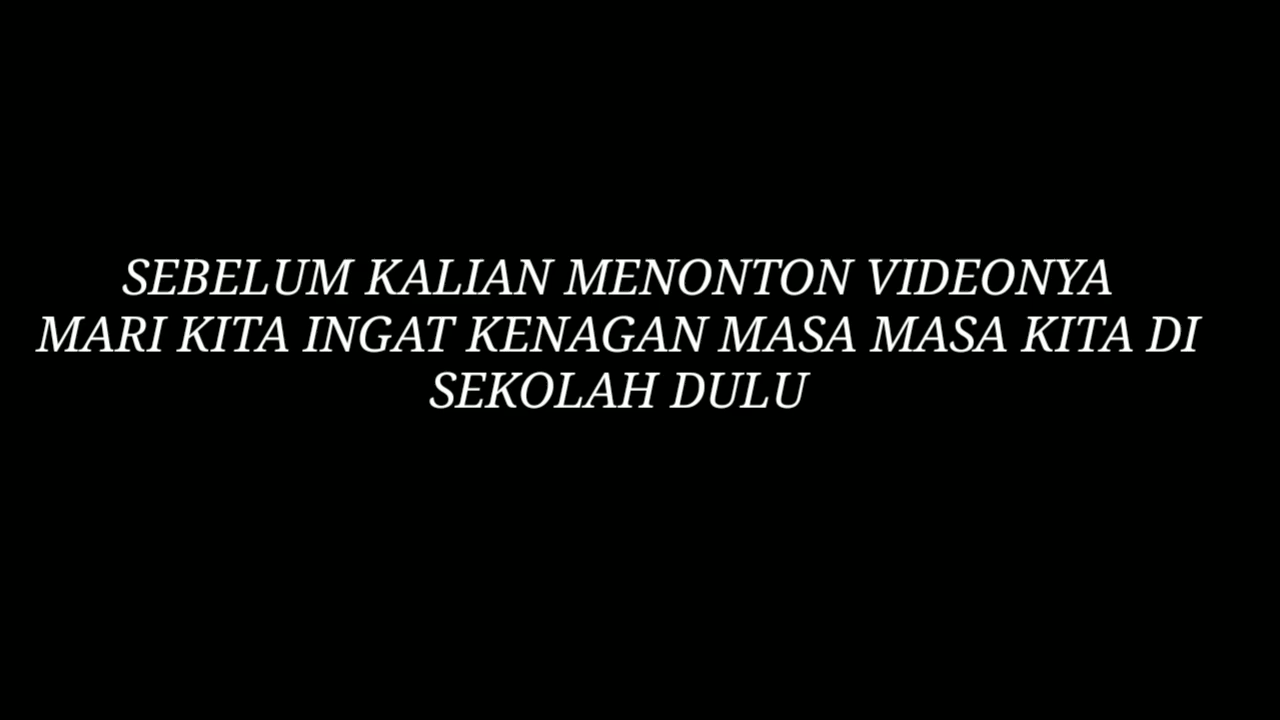 SEBELUM KALIAN MENONTON VIDEONYA
MARI KITA INGAT KENAGAN MASA MASA KITA DI
SEKOLAH DULU